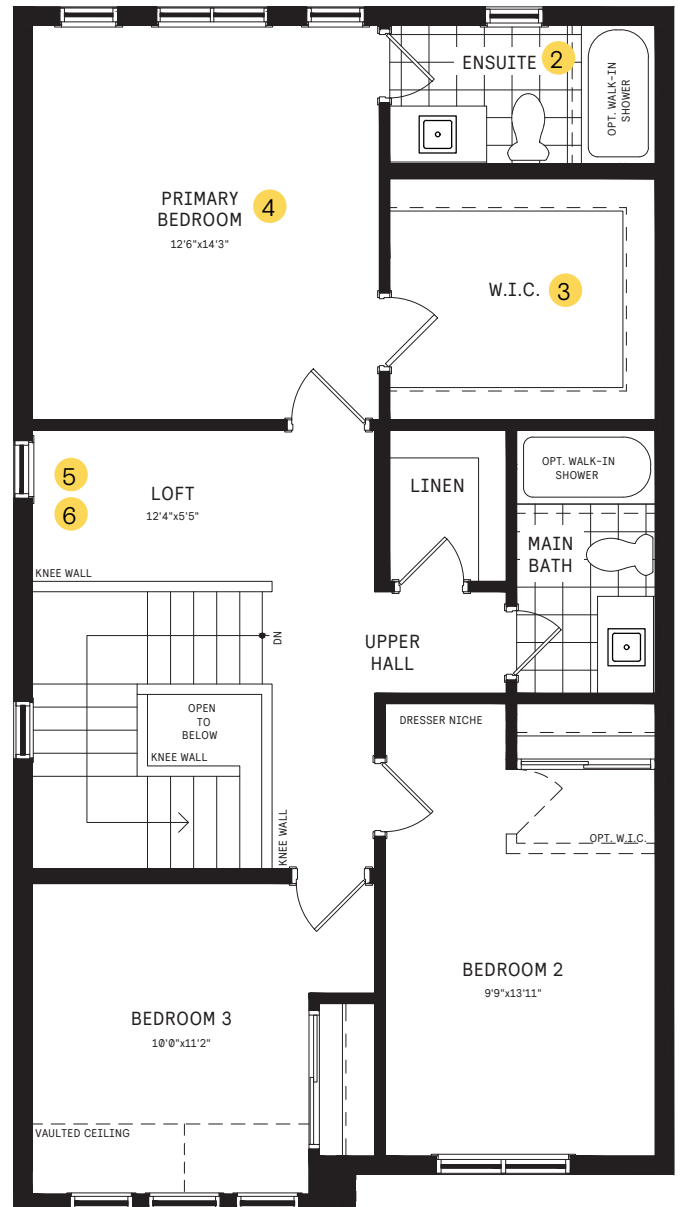 ENSUITE 2
OPT. WALK-IN
SHOWER
PRIMARY
BEDROOM 4
12'6"x14'3"
W.I.C. 3
5
6
LOFT
12'4"x5'5"
KNEE WALL
LINEN
OPT. WALK-IN
SHOWER
MAIN
BATH
DN
UPPER
HALL
OPEN
TO
BELOW
KNEE WALL
KNEE WALL
DRESSER NICHE
OPT. W.I.C.
BEDROOM 2
9'9"x13'11"
BEDROOM 3
10'0"x11'2"
VAULTED CEILING